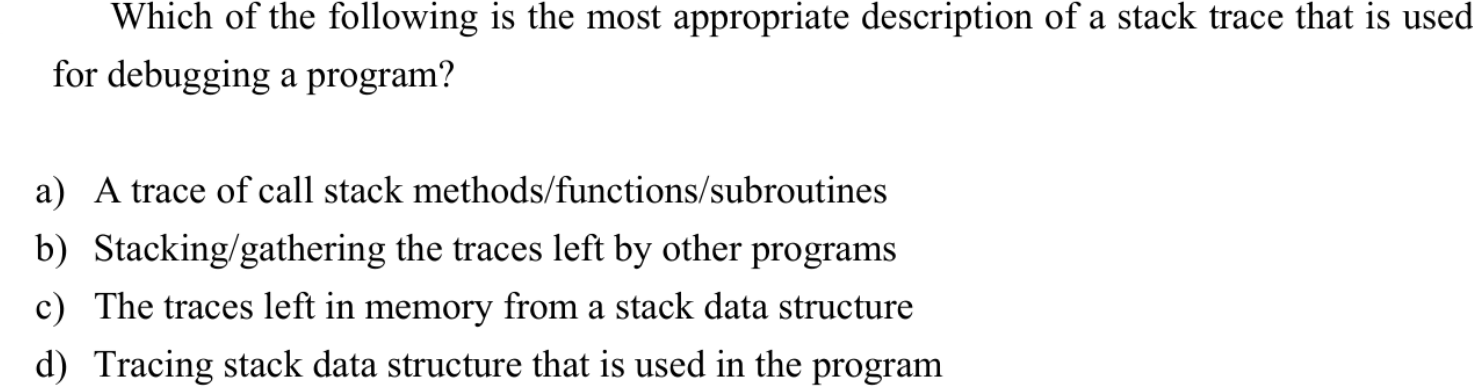 Which of the following is the most appropriate description of a stack trace that is used
for debugging a program?
a) A trace of call stack methods/functions/subroutines
b) Stacking/gathering the traces left by other programs
c) The traces left in memory from a stack data structure
d) Tracing stack data structure that is used in the program